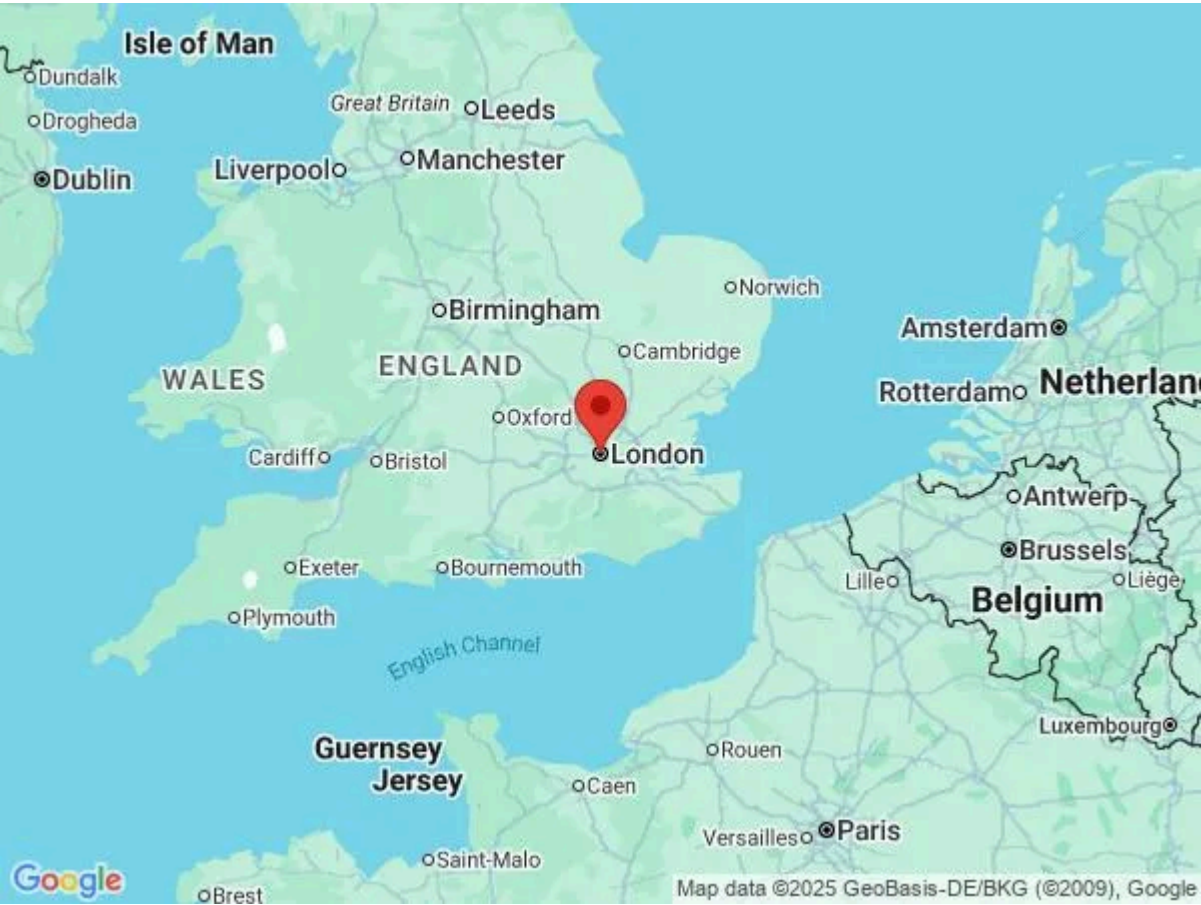 Isle of Man
Dundalk
Great Britain
Leeds
Drogheda
Manchester
Liverpool
Dublin
Norwich
Birmingham
Amsterdam
Cambridge
ENGLAND
WALES
Netherlan
Rotterdam
Oxford
London
Cardiff
Bristol
Antwerp
Brussels
Exeter
Bournemouth
Lille
Liège
Belgium
Plymouth
English Channel
Luxembourg
Guernsey
Jersey
Rouen
Caen
Paris
Versailles
Saint-Malo
Google
Brest
Map data ©2025 GeoBasis-DE/BKG (©2009), Google